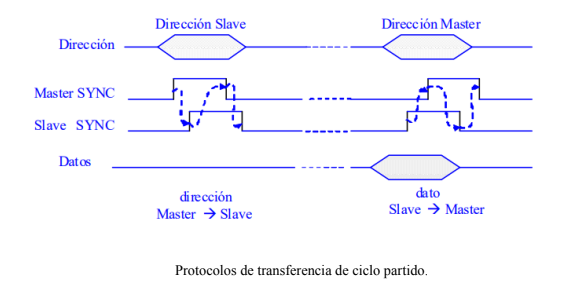 Dirección Slave
Dirección Master
Dirección
Master SYNC
Slave SYNC
Datos
dirección
Master → Slave
dato
Slave → Master
Protocolos de transferencia de ciclo partido.